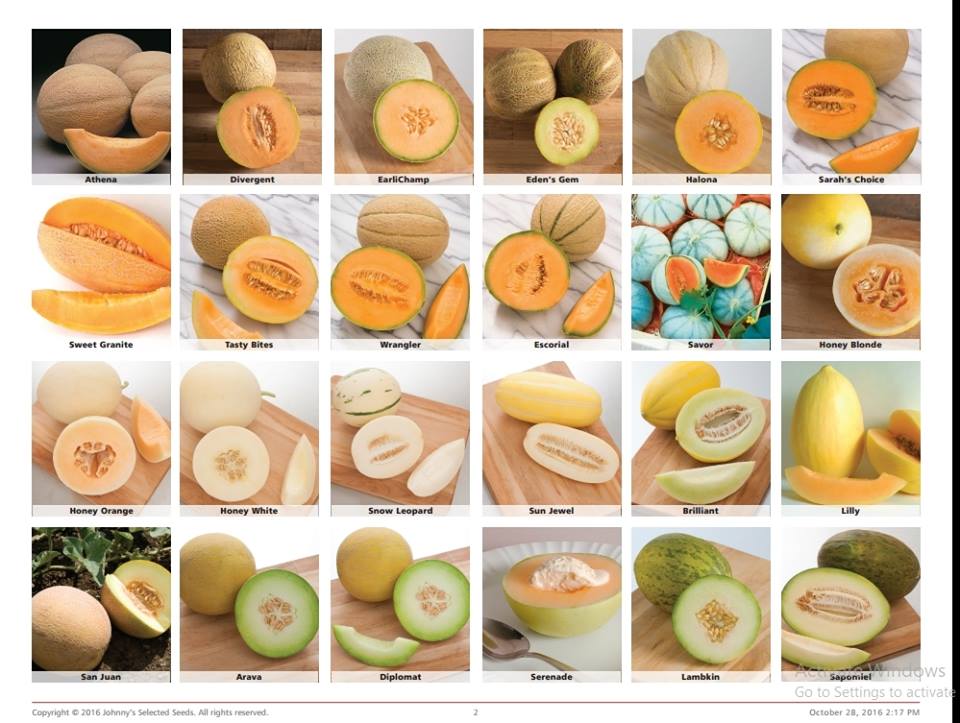 Athena
Divergent
EarliChamp
Eden's Gem
Halona
Sarah's Choice
Sweet Granite
Tasty Bites
Wrangler
Escorial
Savor
Honey Blonde
Honey Orange
Honey White
Snow Leopard
Sun Jewel
Brilliant
Lilly
San Juan
Arava
Diplomat
Serenade
Lambkin
Sapomiel
Activate Windows
Go to Settings to activate
Copyright © 2016 Johnny's Selected Seeds. All rights reserved.
2
October 28, 2016 2:17 PM